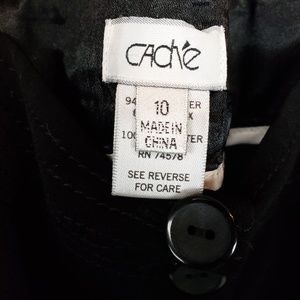 CACHÉ
10
MADE IN
CHINA
RN 74578
SEE REVERSE
FOR CARE